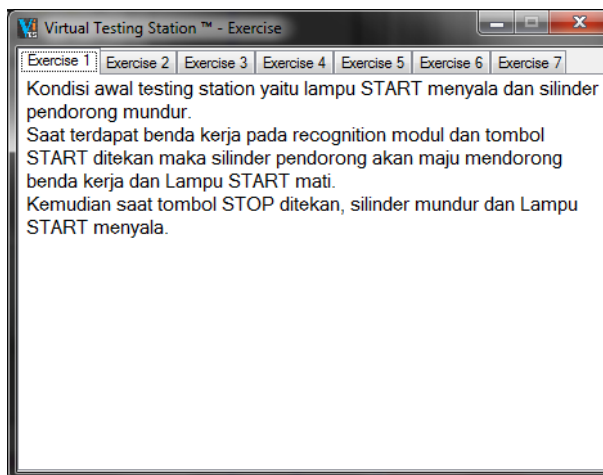 Virtual Testing Station ™ - Exercise
Exercise 1 Exercise 2 Exercise 3 Exercise 4 Exercise 5 Exercise 6 Exercise 7
Kondisi awal testing station yaitu lampu START menyala dan silinder
pendorong mundur.
Saat terdapat benda kerja pada recognition modul dan tombol
START ditekan maka silinder pendorong akan maju mendorong
benda kerja dan Lampu START mati.
Kemudian saat tombol STOP ditekan, silinder mundur dan Lampu
START menyala.